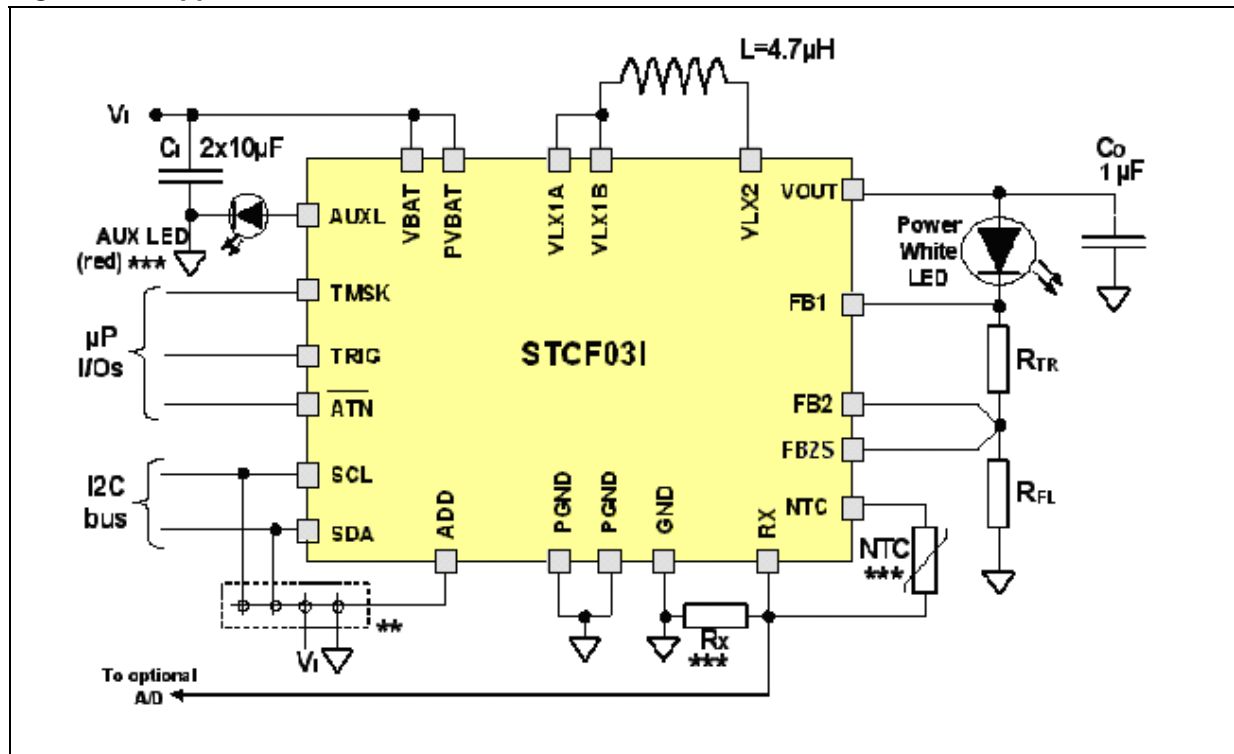 L=4.7µH
VI
CI 2x10µF
CO
1 µF
VBAT
PVBAT
VLX1A
VLX1B
VLX2
VOUT
AUXL
AUX LED
(red) ***
Power
White
LED
TMSK
FB1
µP
I/Os
TRIG
STCF03I
RTR
ATN
FB2
FB2S
SCL
I2C
bus
SDA
ADD
PGND
PGND
GND
RX
NTC
RFL
NTC
***
**
RX
***
VI
To optional
A/D